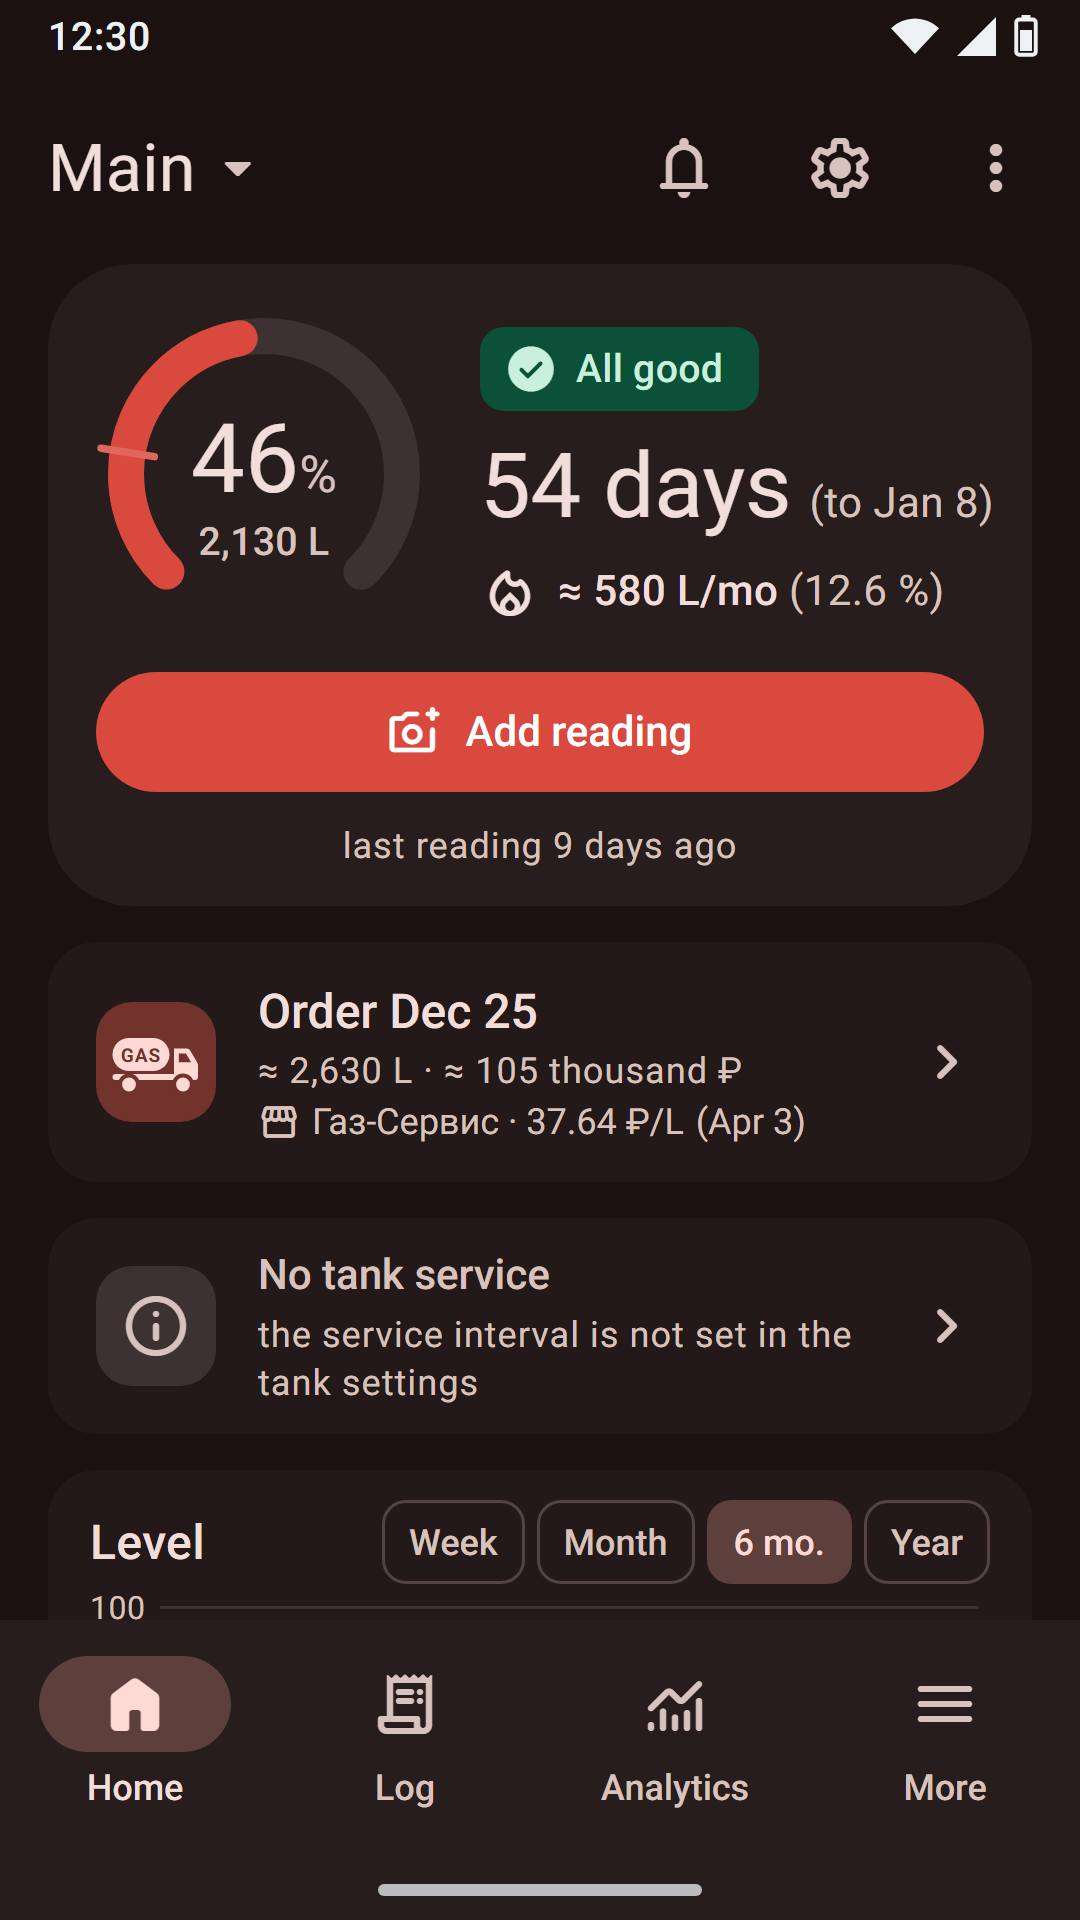 12:30
Main
All good
46%
2,130 L
54 days (to Jan 8)
≈ 580 L/mo (12.6 %)
Add reading
last reading 9 days ago
GAS
Order Dec 25
≈ 2,630 L · ≈ 105 thousand ₽
Газ-Сервис · 37.64 ₽/L (Apr 3)
No tank service
the service interval is not set in the
tank settings
Level
Week
Month
6 mo.
Year
100
Home
Log
Analytics
More